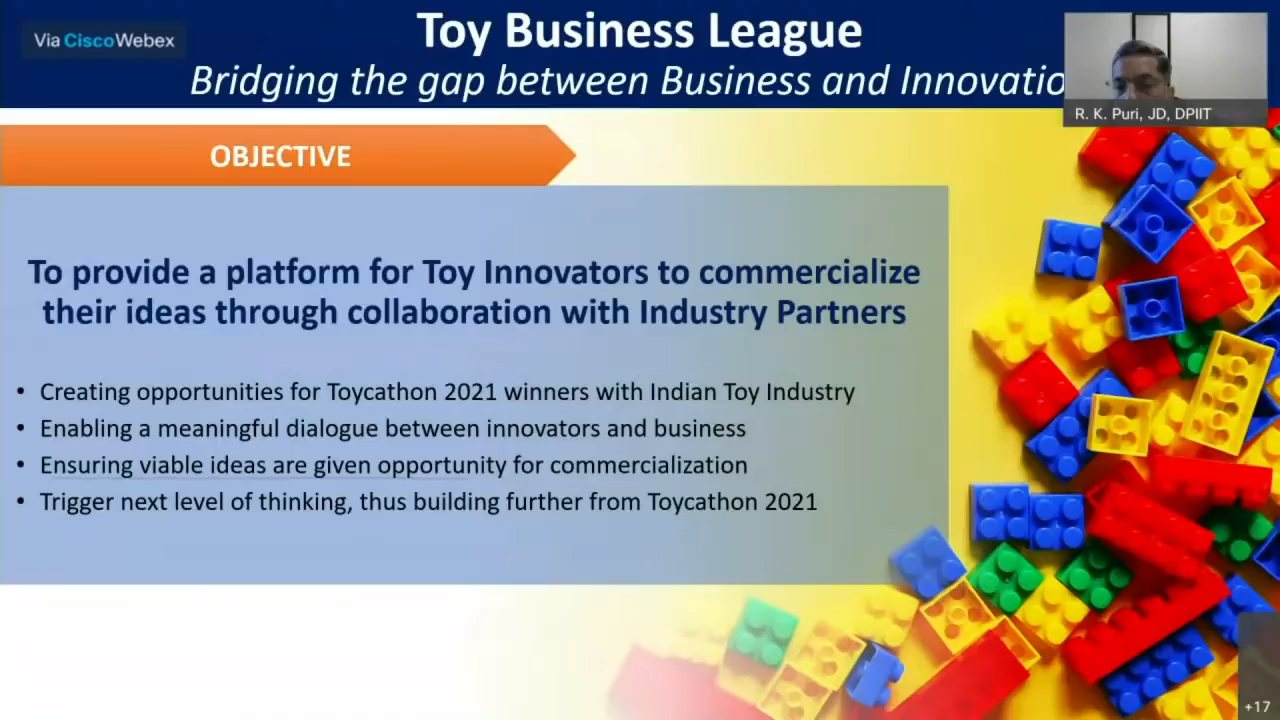 Via CiscoWebex
Toy Business League
Bridging the gap between Business and Innovatio
R. K. Puri, JD, DPIIT
OBJECTIVE
To provide a platform for Toy Innovators to commercialize
their ideas through collaboration with Industry Partners
• Creating opportunities for Toycathon 2021 winners with Indian Toy Industry
• Enabling a meaningful dialogue between innovators and business
• Ensuring viable ideas are given opportunity for commercialization
• Trigger next level of thinking, thus building further from Toycathon 2021
+17